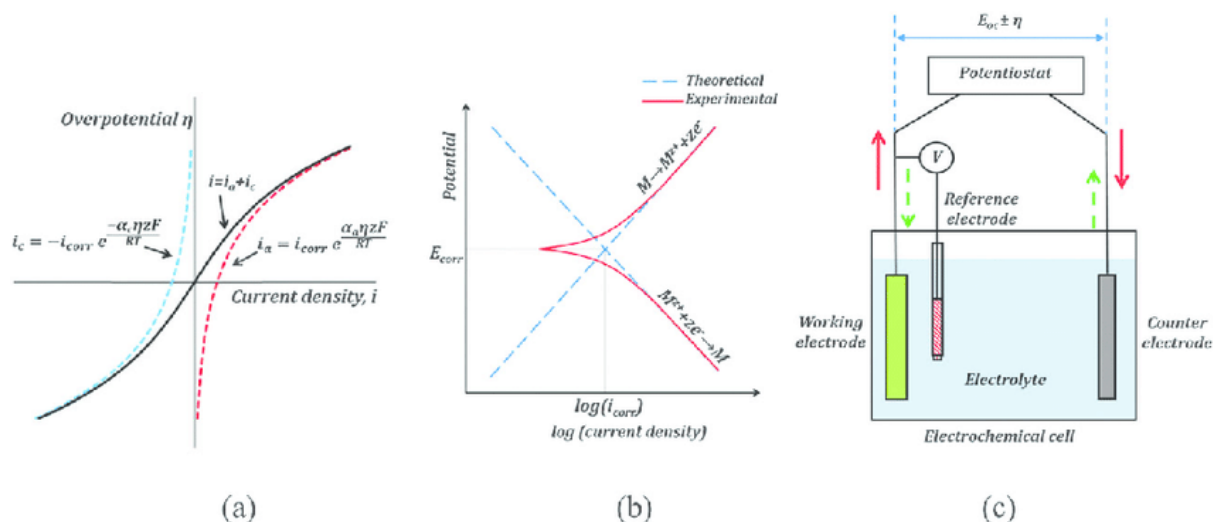 Overpotential η
i=i_a+i_c
i_c = −i_corr e^(−α_c ηzF/RT)
i_a = i_corr e^(α_a ηzF/RT)
Current density, i
(a)
Theoretical
Experimental
Potential
M→M^z+ +ze^-
E_corr
M^z+ +ze^-→M
log(i_corr)
log (current density)
(b)
E_oc ± η
Potentiostat
V
Reference
electrode
Working
electrode
Counter
electrode
Electrolyte
Electrochemical cell
(c)